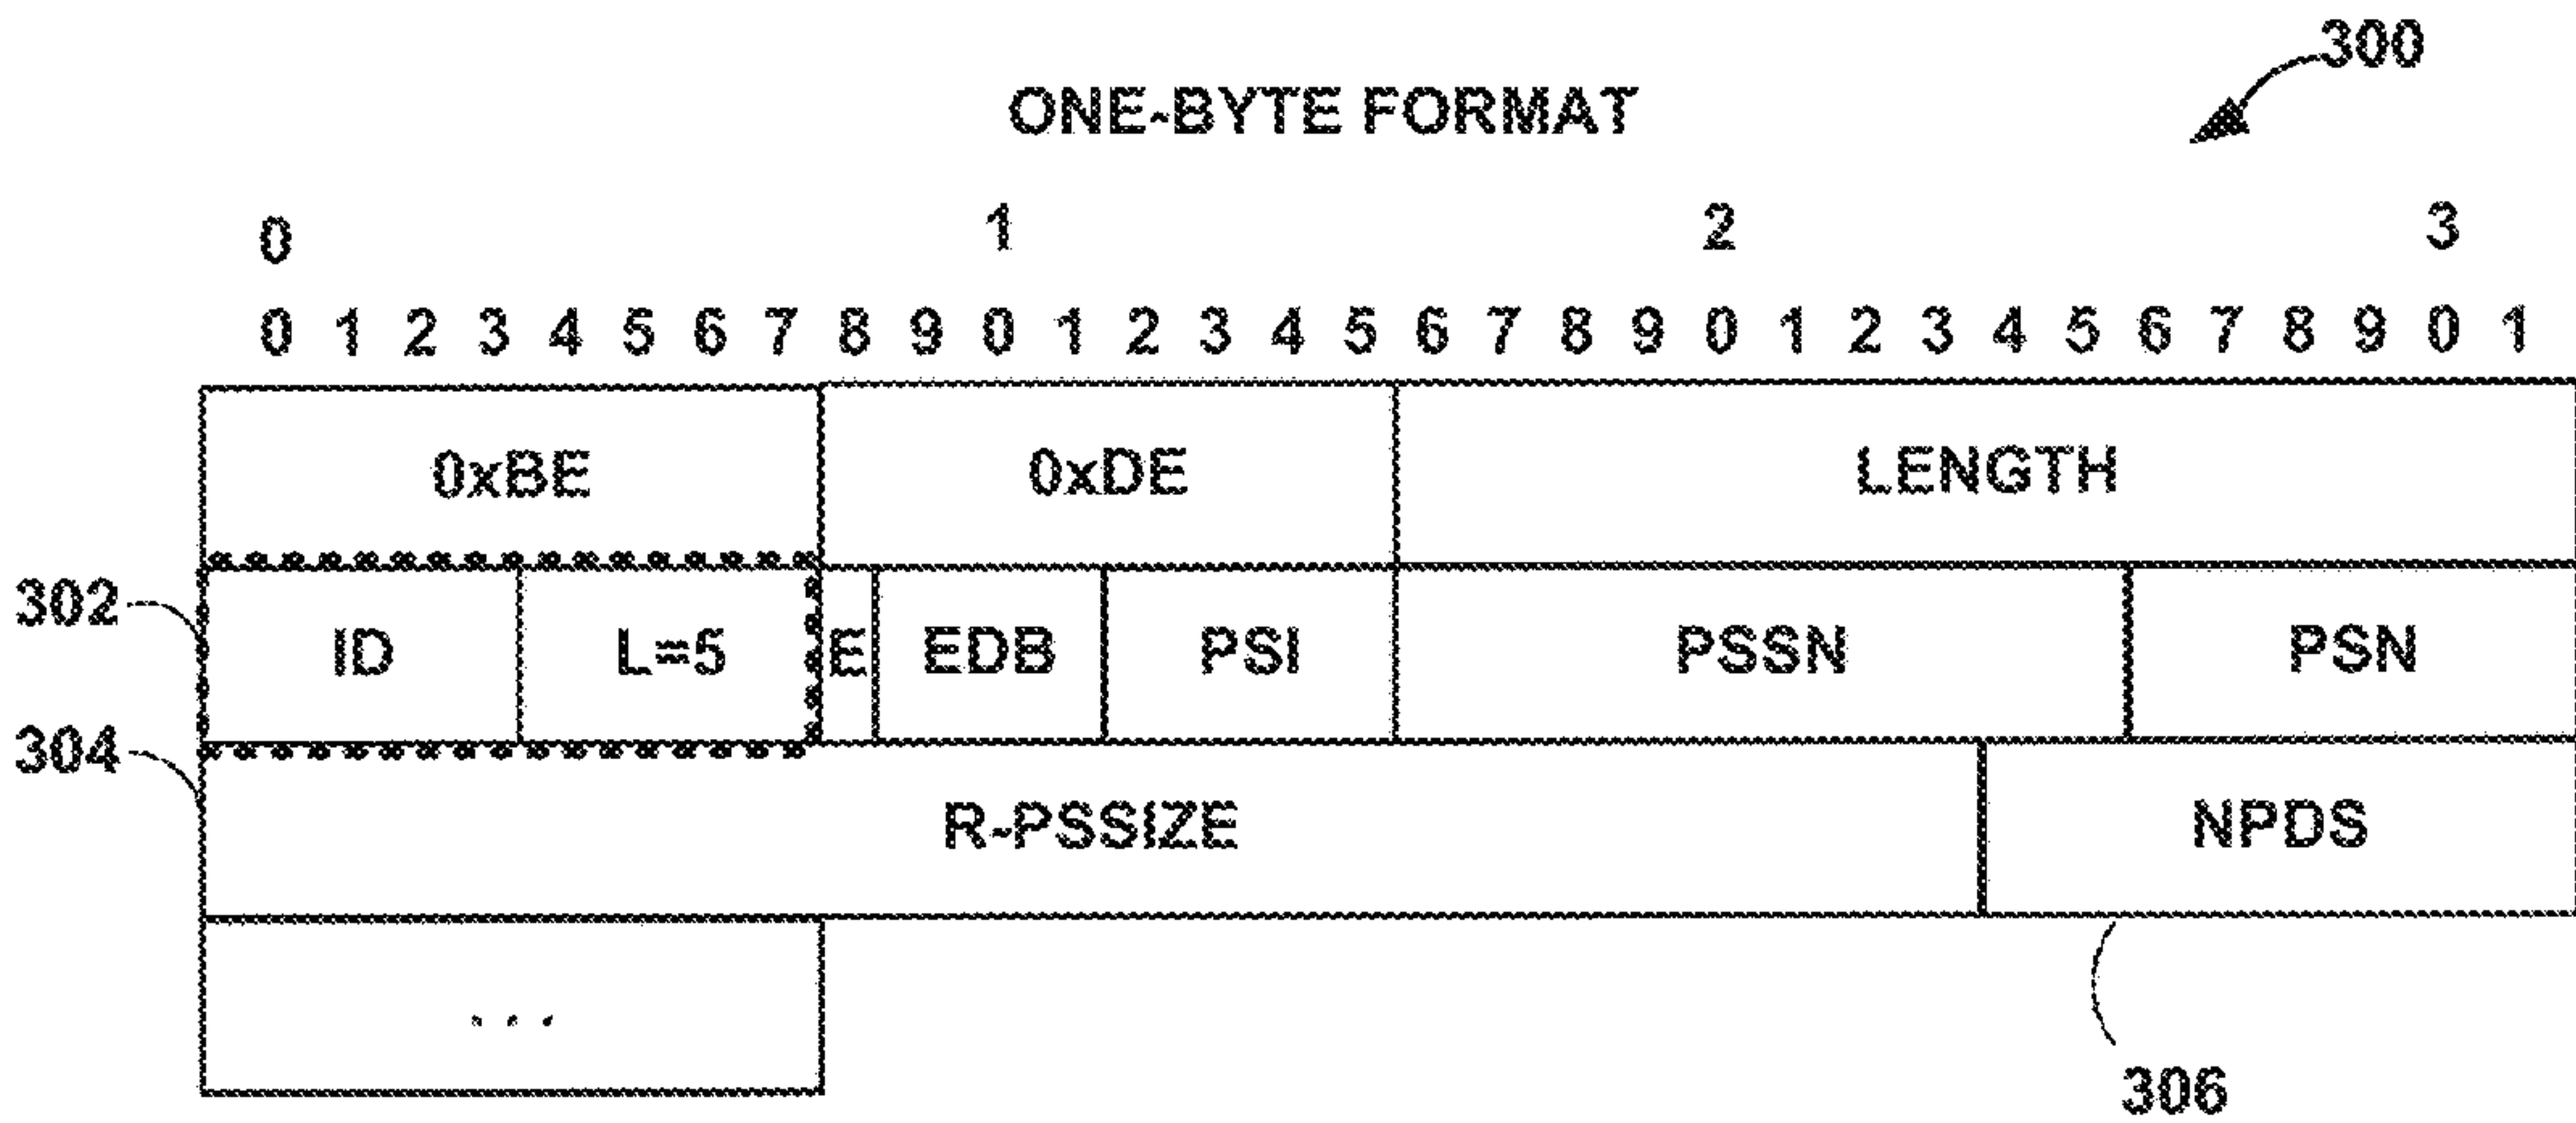 300
ONE-BYTE FORMAT
0 1 2 3
0 1 2 3 4 5 6 7 8 9 0 1 2 3 4 5 6 7 8 9 0 1 2 3 4 5 6 7 8 9 0 1
0xBE 0xDE LENGTH
302 ID L=5 E EDB PSI PSSN PSN
304 R-PSSIZE NPDS
...
306